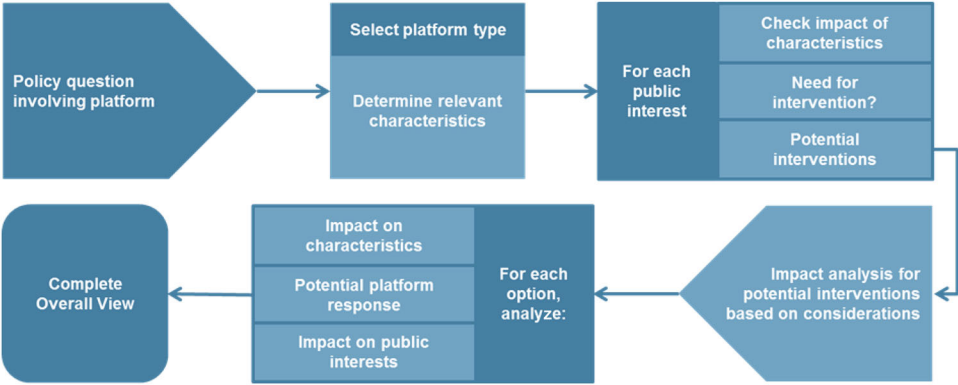 Policy question
involving platform
Select platform type
Determine relevant
characteristics
For each
public
interest
Check impact of
characteristics
Need for
intervention?
Potential
interventions
Impact analysis for
potential interventions
based on considerations
For each
option,
analyze:
Impact on
characteristics
Potential platform
response
Impact on public
interests
Complete
Overall View